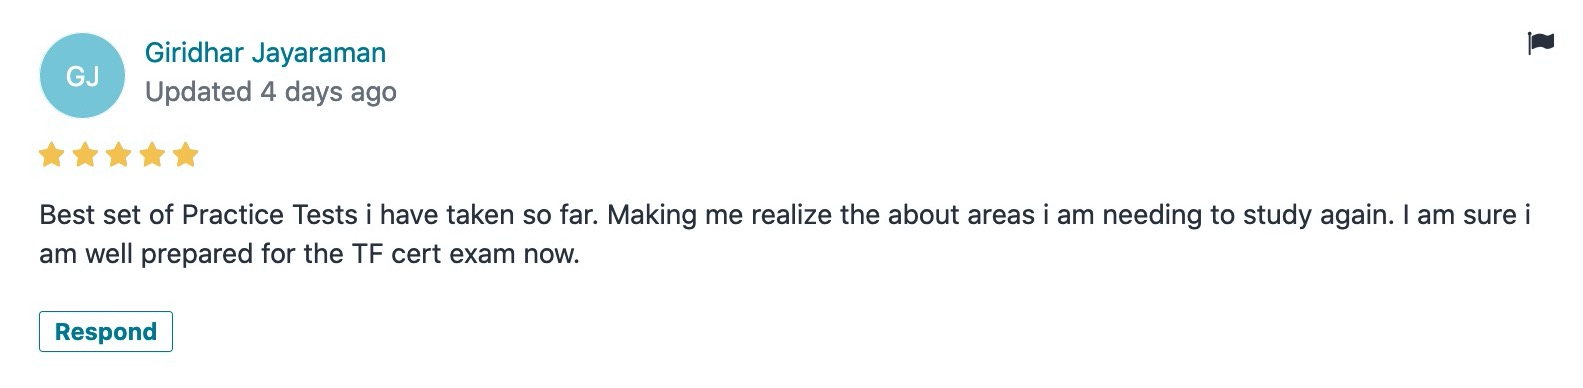 GJ
Giridhar Jayaraman
Updated 4 days ago
Best set of Practice Tests i have taken so far. Making me realize the about areas i am needing to study again. I am sure i
am well prepared for the TF cert exam now.
Respond